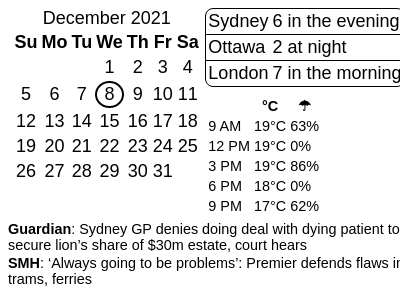 December 2021
Su Mo Tu We Th Fr Sa
1 2 3 4
5 6 7 8 9 10 11
12 13 14 15 16 17 18
19 20 21 22 23 24 25
26 27 28 29 30 31
Sydney 6 in the evening
Ottawa 2 at night
London 7 in the morning
°C ☂
9 AM 19°C 63%
12 PM 19°C 0%
3 PM 19°C 86%
6 PM 18°C 0%
9 PM 17°C 62%
Guardian: Sydney GP denies doing deal with dying patient to
secure lion’s share of $30m estate, court hears
SMH: ‘Always going to be problems’: Premier defends flaws in
trams, ferries